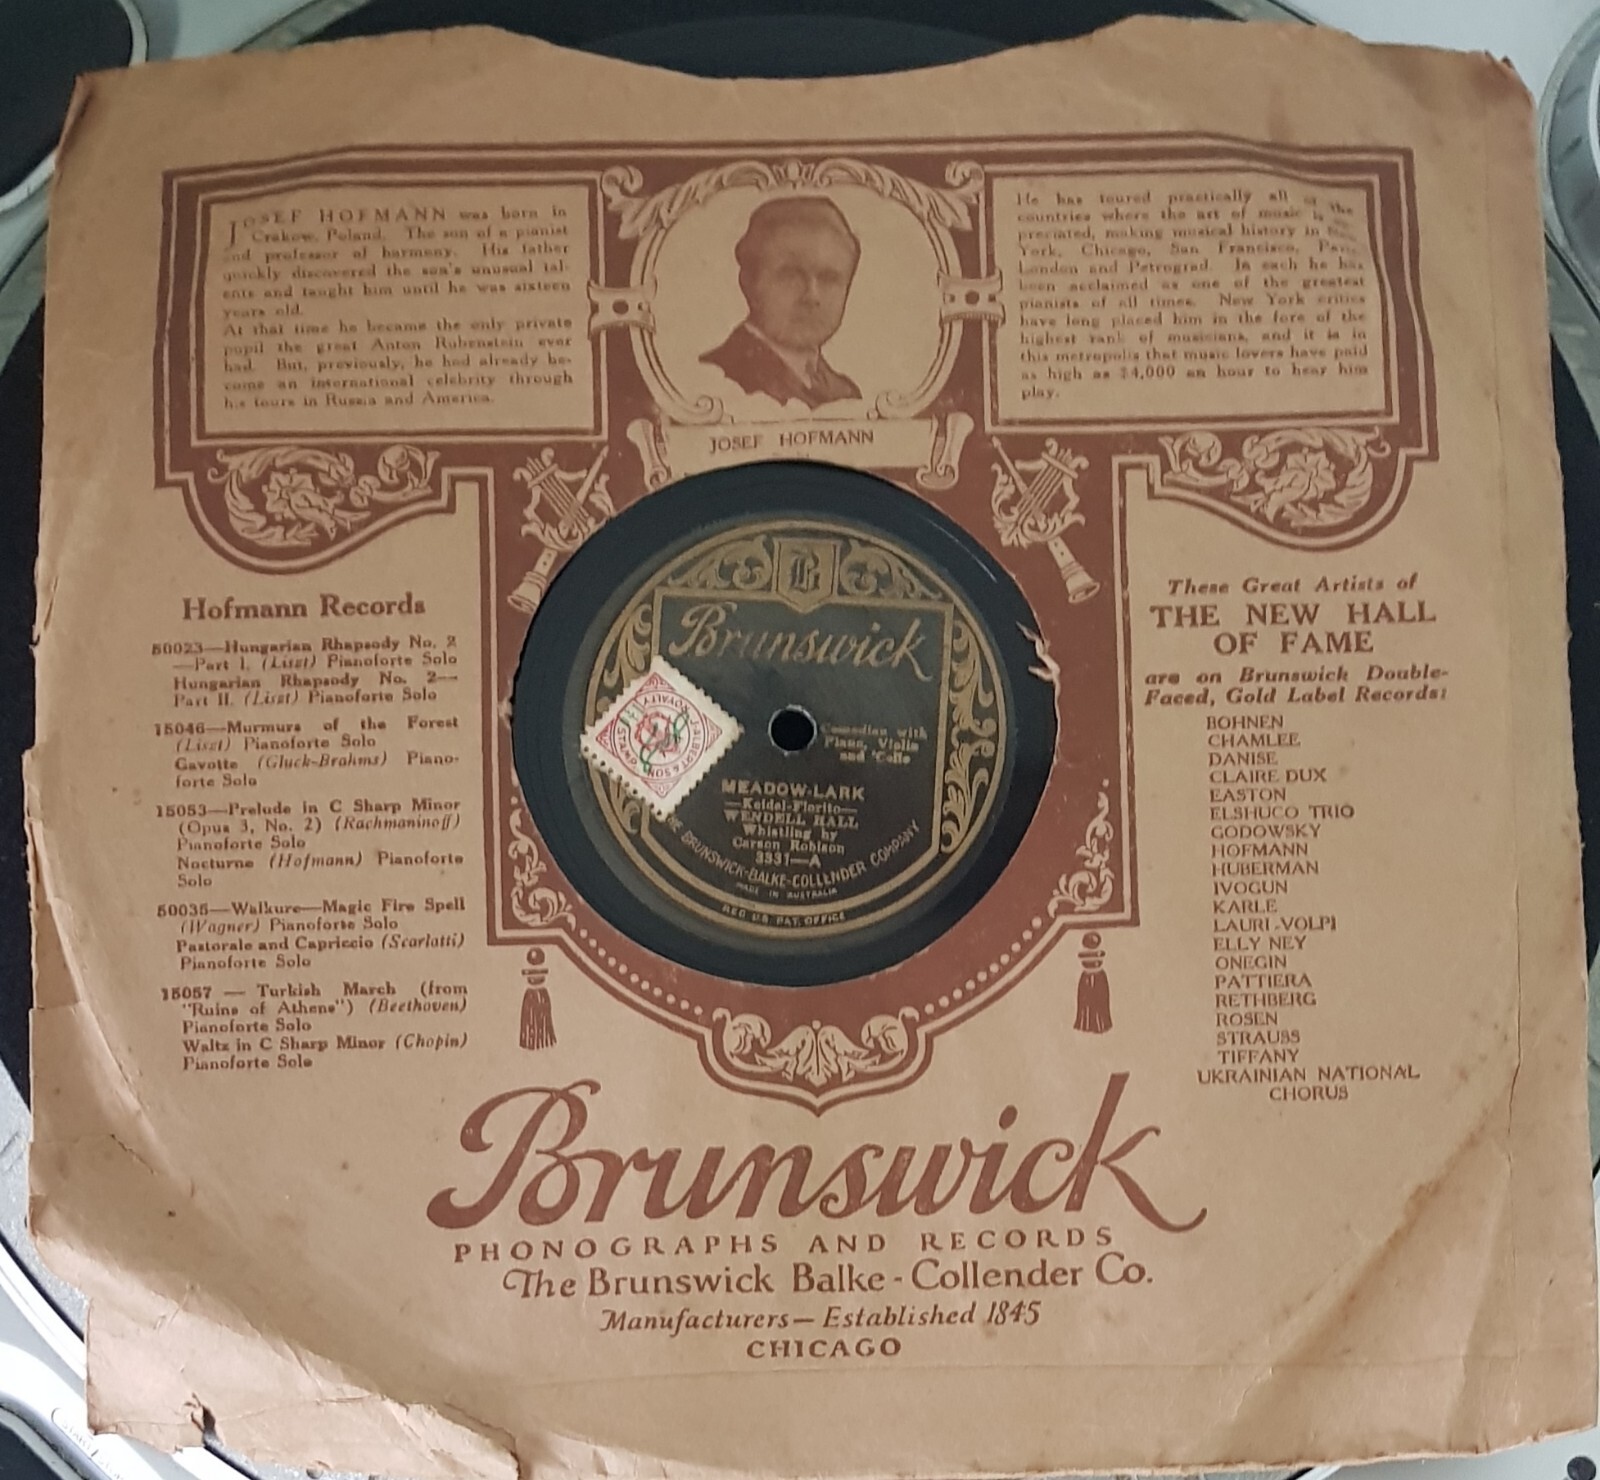 JOSEF HOFMANN was born in
Crakow, Poland. The son of a pianist
and professor of harmony. His father
quickly discovered the son's unusual tal-
ents and taught him until he was sixteen
years old.
At that time he became the only private
pupil the great Anton Rubenstein ever
had. But, previously, he had already be-
come an international celebrity through
his tours in Russia and America.
He has toured practically all of the
countries where the art of music is
preciated, making musical history in
York, Chicago, San Francisco,
London and Petrograd. In each he has
been acclaimed as one of the greatest
pianists of all times. New York critics
have long placed him in the fore of the
highest rank of musicians, and it is in
this metropolis that music lovers have paid
as high as $4,000 an hour to hear him
play.
JOSEF HOFMANN
Hofmann Records
50023—Hungarian Rhapsody No. 2
—Part I. (Liszt) Pianoforte Solo
Hungarian Rhapsody No. 2—
Part II. (Liszt) Pianoforte Solo
15046—Murmurs of the Forest
(Liszt) Pianoforte Solo
Gavotte (Gluck-Brahms) Piano-
forte Solo
15053—Prelude in C Sharp Minor
(Opus 3, No. 2) (Rachmaninoff)
Pianoforte Solo
Nocturne (Hofmann) Pianoforte
Solo
50035—Walkure—Magic Fire Spell
(Wagner) Pianoforte Solo
Pastorale and Capriccio (Scarlatti)
Pianoforte Solo
15057 — Turkish March (from
"Ruins of Athens") (Beethoven)
Pianoforte Solo
Waltz in C Sharp Minor (Chopin)
Pianoforte Solo
B
Brunswick
J. ALBERT & SON
ROYALTY
STAMP
Comedian with
Piano, Violin
and 'Cello
MEADOW-LARK
—Keidel-Fiorito—
WENDELL HALL
Whistling by
Carson Robison
3331—A
THE BRUNSWICK-BALKE-COLLENDER COMPANY
MADE IN AUSTRALIA
REG U.S. PAT. OFFICE
These Great Artists of
THE NEW HALL
OF FAME
are on Brunswick Double-
Faced, Gold Label Records:
BOHNEN
CHAMLEE
DANISE
CLAIRE DUX
EASTON
ELSHUCO TRIO
GODOWSKY
HOFMANN
HUBERMAN
IVOGUN
KARLE
LAURI-VOLPI
ELLY NEY
ONEGIN
PATTIERA
RETHBERG
ROSEN
STRAUSS
TIFFANY
UKRAINIAN NATIONAL
CHORUS
Brunswick
PHONOGRAPHS AND RECORDS
The Brunswick Balke-Collender Co.
Manufacturers—Established 1845
CHICAGO